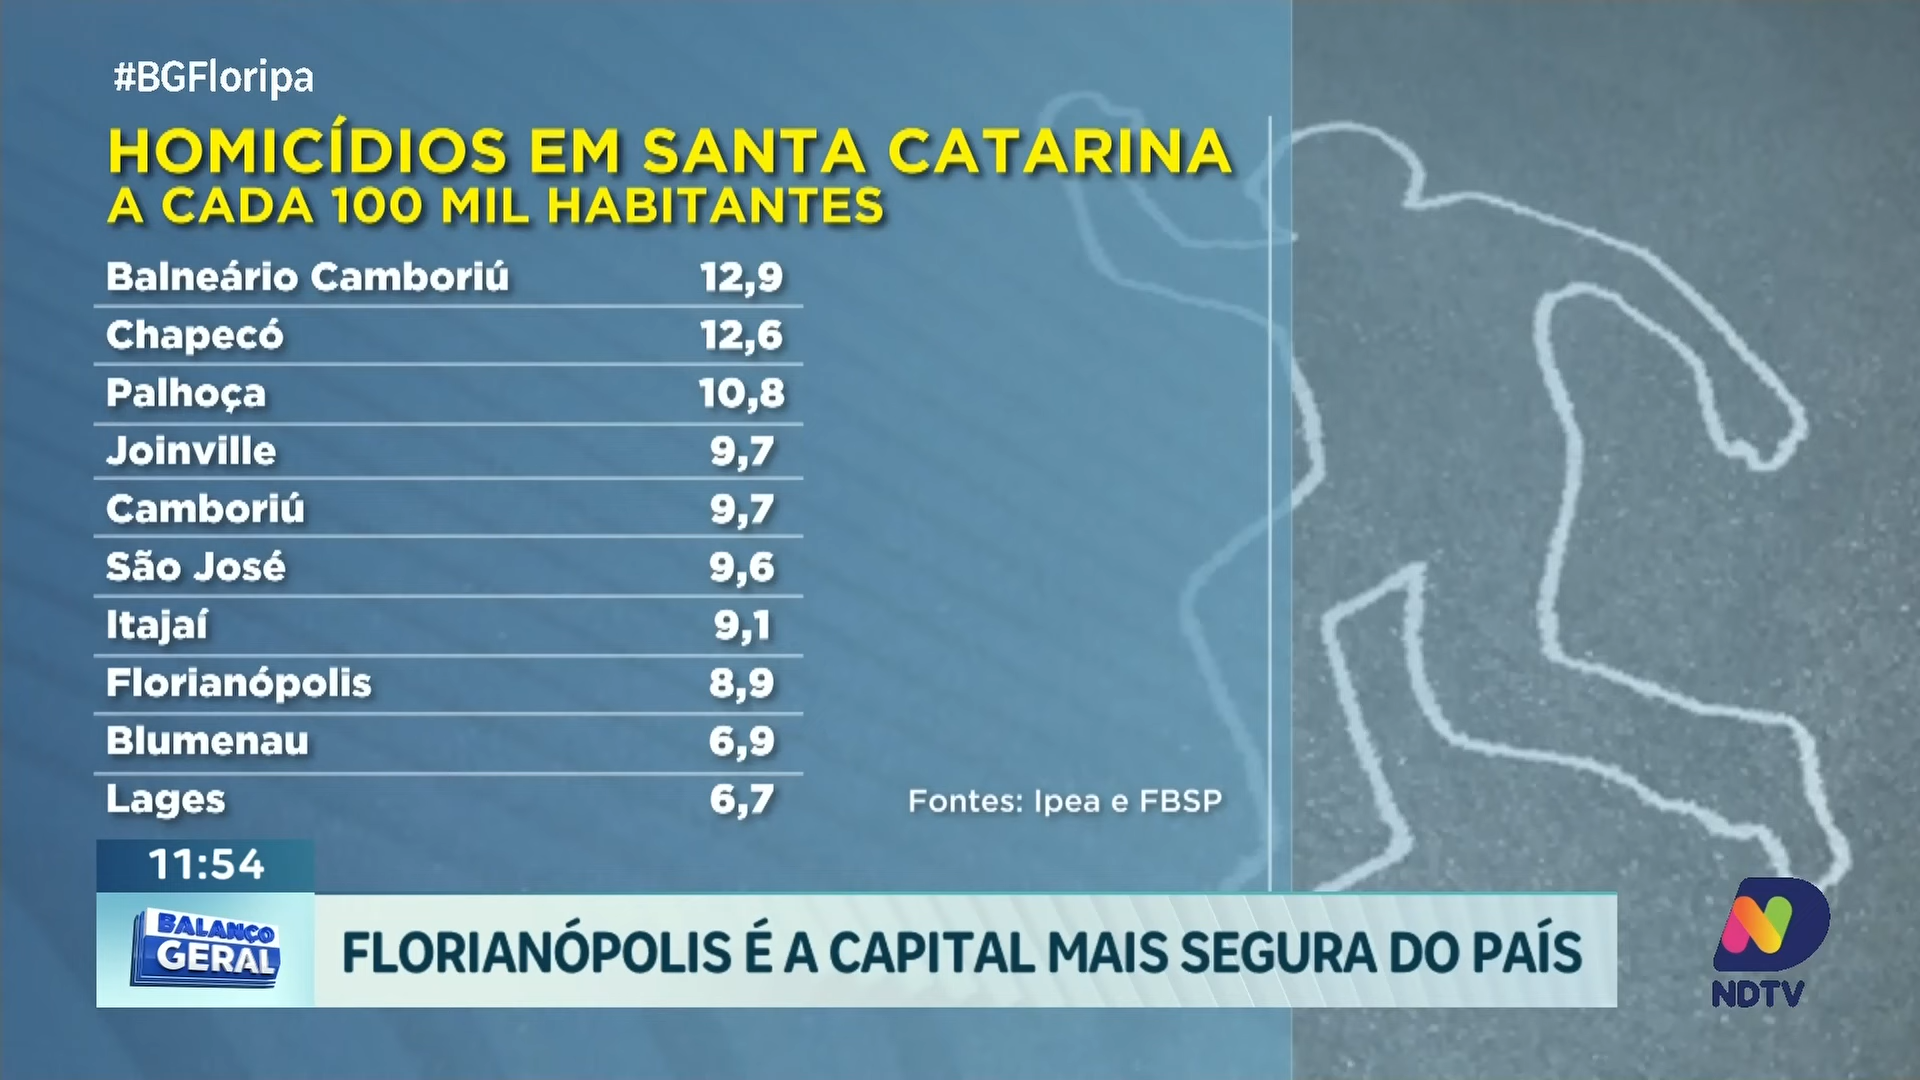 #BGFloripa
HOMICÍDIOS EM SANTA CATARINA
A CADA 100 MIL HABITANTES
Balneário Camboriú 12,9
Chapecó 12,6
Palhoça 10,8
Joinville 9,7
Camboriú 9,7
São José 9,6
Itajaí 9,1
Florianópolis 8,9
Blumenau 6,9
Lages 6,7
Fontes: Ipea e FBSP
11:54
BALANÇO
GERAL
FLORIANÓPOLIS É A CAPITAL MAIS SEGURA DO PAÍS
N
NDTV